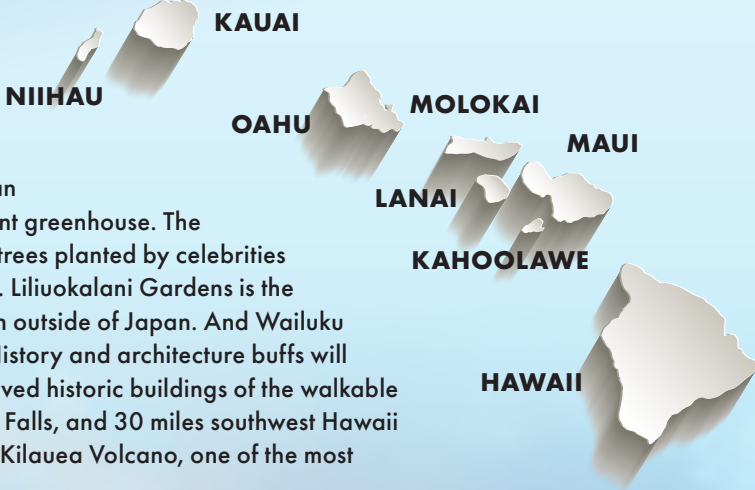 KAUAI
NIIHAU
OAHU
MOLOKAI
MAUI
LANAI
KAHOOLAWE
HAWAII
greenhouse. The
trees planted by celebrities
. Liliuokalani Gardens is the
outside of Japan. And Wailuku
History and architecture buffs will
historic buildings of the walkable
Falls, and 30 miles southwest Hawaii
Kilauea Volcano, one of the most